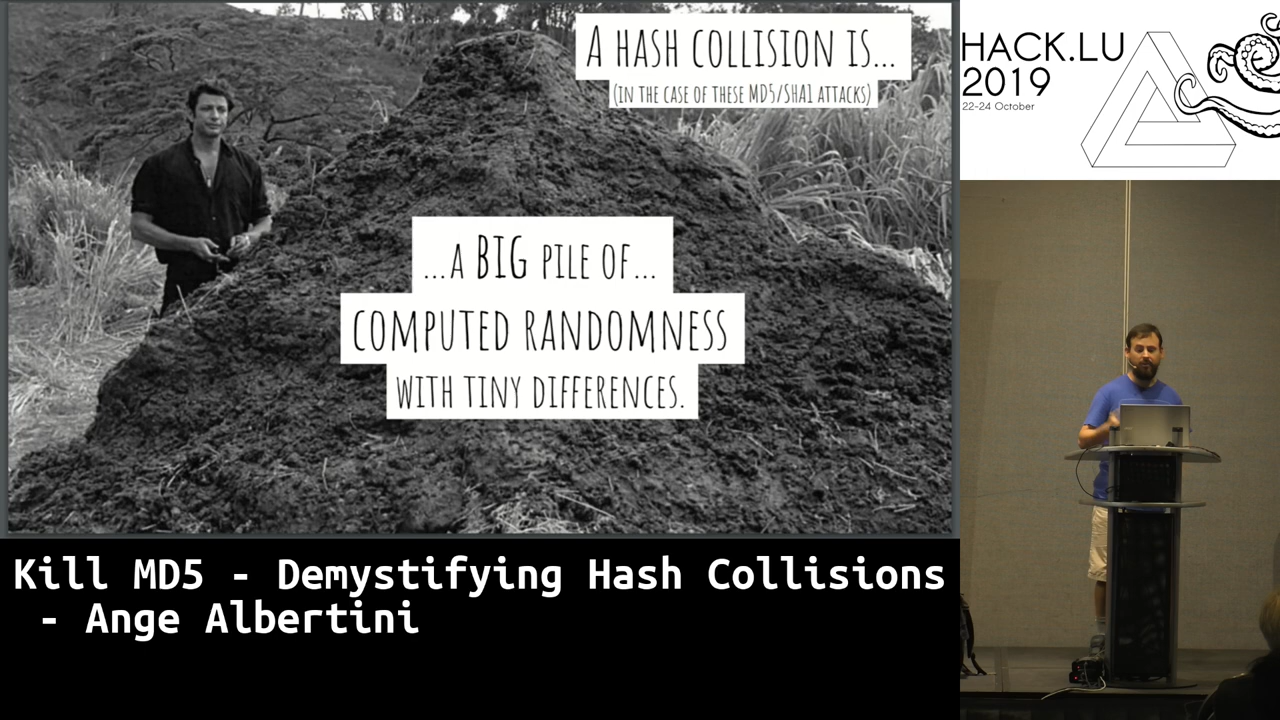 A HASH COLLISION IS...
(IN THE CASE OF THESE MD5/SHA1 ATTACKS)
...A BIG PILE OF...
COMPUTED RANDOMNESS
WITH TINY DIFFERENCES.
HACK.LU
2019
22-24 October
Kill MD5 - Demystifying Hash Collisions
- Ange Albertini